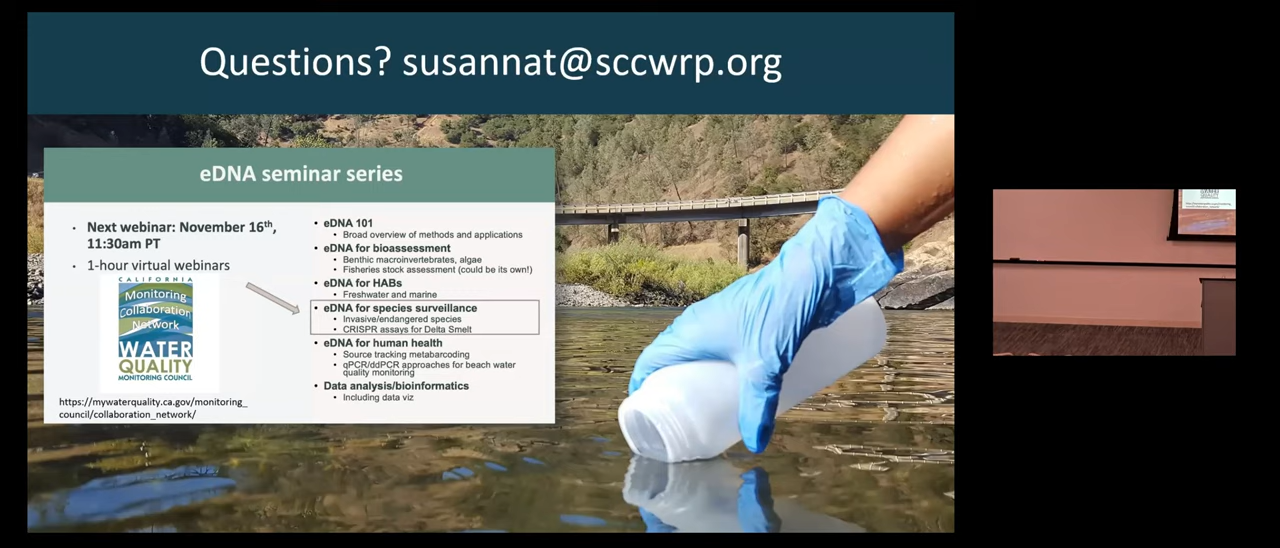 Questions? susannat@sccwrp.org
eDNA seminar series
• Next webinar: November 16th,
11:30am PT
• 1-hour virtual webinars
CALIFORNIA
Monitoring
Collaboration
Network
WATER
QUALITY
MONITORING COUNCIL
https://mywaterquality.ca.gov/monitoring_
council/collaboration_network/
• eDNA 101
• Broad overview of methods and applications
• eDNA for bioassessment
• Benthic macroinvertebrates, algae
• Fisheries stock assessment (could be its own!)
• eDNA for HABs
• Freshwater and marine
• eDNA for species surveillance
• Invasive/endangered species
• CRISPR assays for Delta Smelt
• eDNA for human health
• Source tracking metabarcoding
• qPCR/ddPCR approaches for beach water
quality monitoring
• Data analysis/bioinformatics
• Including data viz